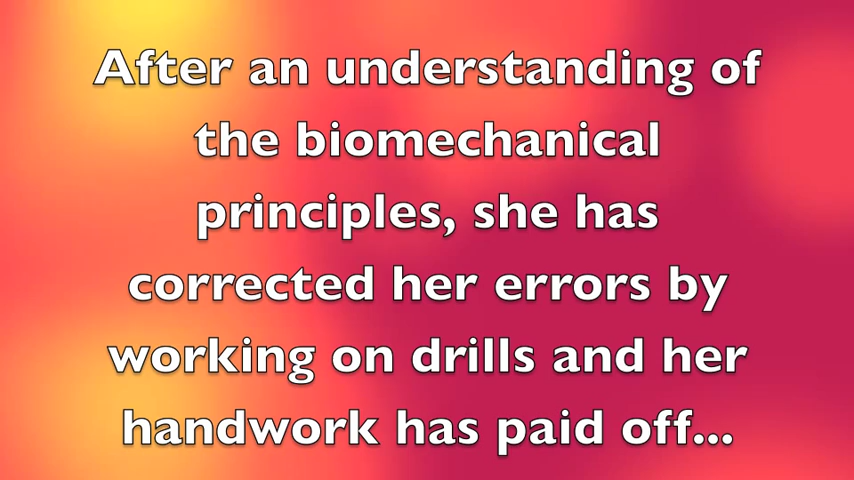 After an understanding of
the biomechanical
principles, she has
corrected her errors by
working on drills and her
handwork has paid off...